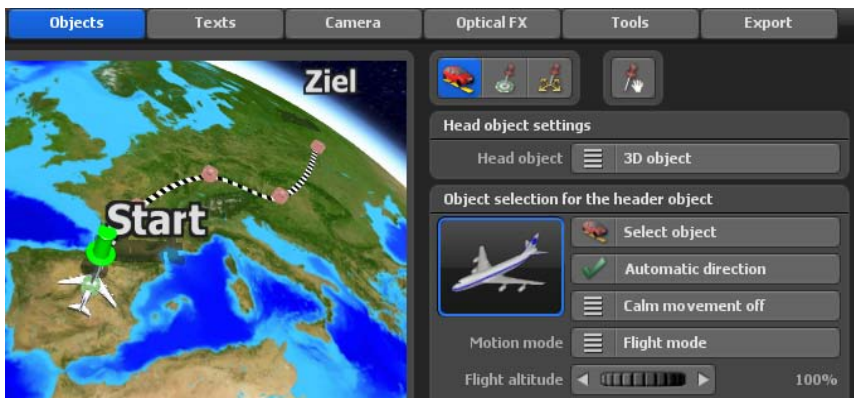 Objects Texts Camera Optical FX Tools Export
Ziel
Start
Head object settings
Head object 3D object
Object selection for the header object
Select object
Automatic direction
Calm movement off
Motion mode Flight mode
Flight altitude 100%